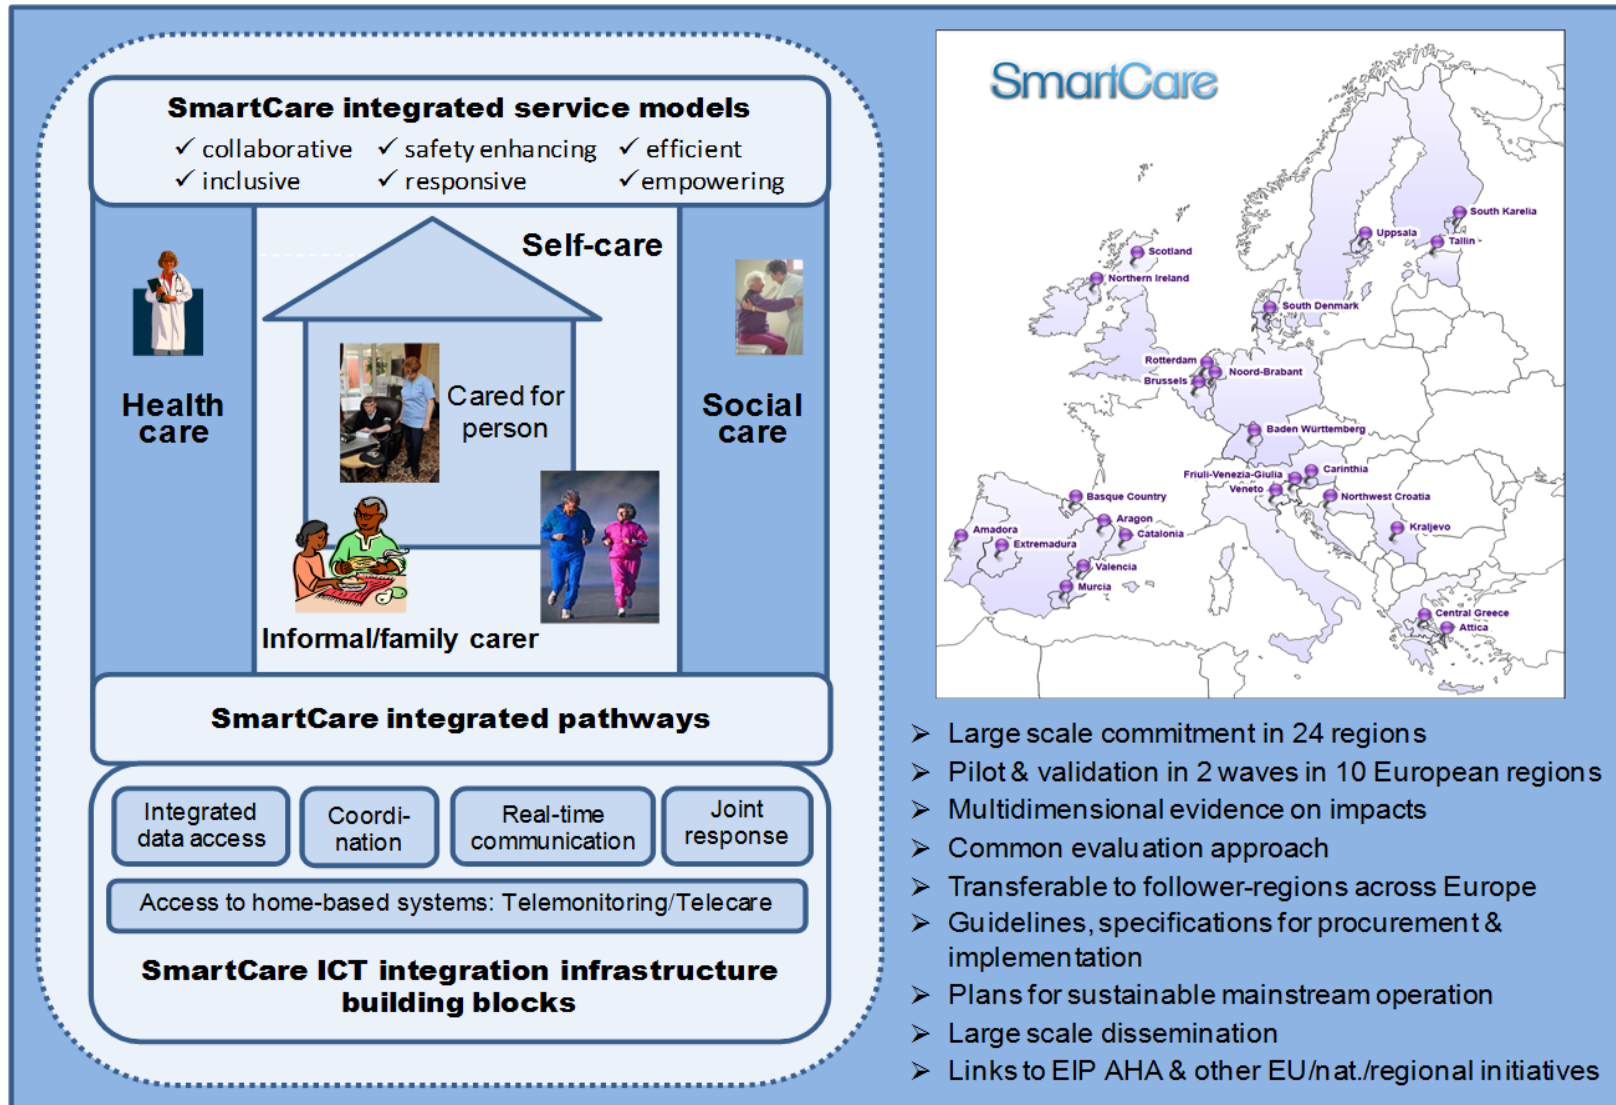 SmartCare integrated service models
✓ collaborative ✓ safety enhancing ✓ efficient
✓ inclusive ✓ responsive ✓ empowering
Self-care
Health
care
Cared for
person
Social
care
Informal/family carer
SmartCare integrated pathways
Integrated
data access
Coordi-
nation
Real-time
communication
Joint
response
Access to home-based systems: Telemonitoring/Telecare
SmartCare ICT integration infrastructure
building blocks
SmartCare
South Karelia
Uppsala
Tallin
Scotland
Northern Ireland
South Denmark
Rotterdam
Noord-Brabant
Brussels
Baden Württemberg
Carinthia
Friuli-Venezia-Giulia
Veneto
Northwest Croatia
Basque Country
Aragon
Kraljevo
Amadora
Catalonia
Extremadura
Valencia
Murcia
Central Greece
Attica
➢ Large scale commitment in 24 regions
➢ Pilot & validation in 2 waves in 10 European regions
➢ Multidimensional evidence on impacts
➢ Common evaluation approach
➢ Transferable to follower-regions across Europe
➢ Guidelines, specifications for procurement &
implementation
➢ Plans for sustainable mainstream operation
➢ Large scale dissemination
➢ Links to EIP AHA & other EU/nat./regional initiatives